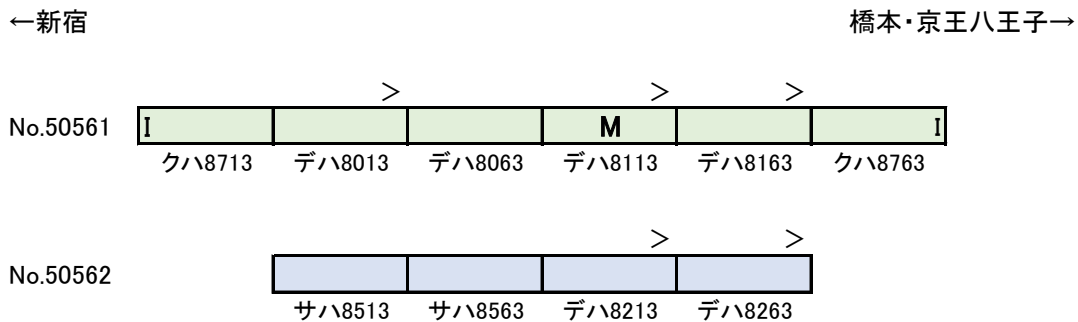 ←新宿 橋本・京王八王子→
> > >
No.50561 I M I
クハ8713 デハ8013 デハ8063 デハ8113 デハ8163 クハ8763
> >
No.50562
サハ8513 サハ8563 デハ8213 デハ8263